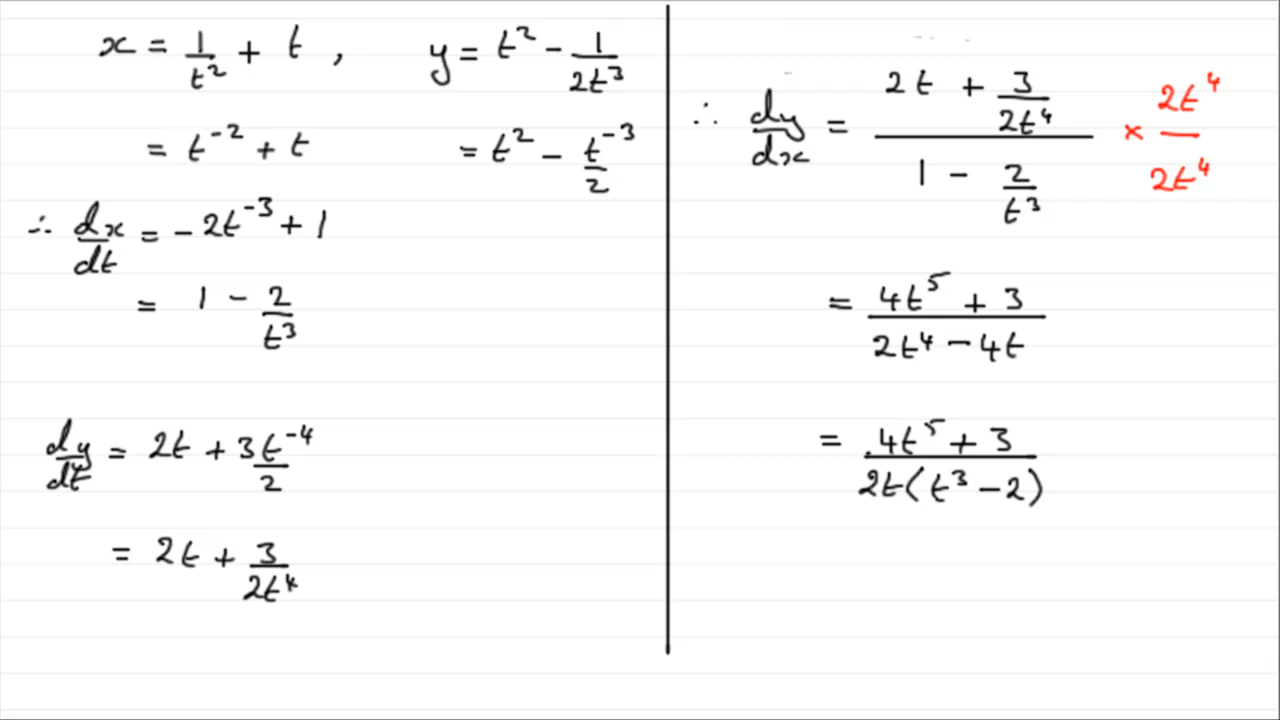 x = 1/t² + t , y = t² − 1/2t³
= t⁻² + t = t² − t⁻³/2
∴ dx/dt = −2t⁻³ + 1
= 1 − 2/t³
dy/dt = 2t + 3t⁻⁴/2
= 2t + 3/2t⁴
∴ dy/dx = (2t + 3/2t⁴)/(1 − 2/t³) × 2t⁴/2t⁴
= (4t⁵ + 3)/(2t⁴ − 4t)
= (4t⁵ + 3)/(2t(t³ − 2))